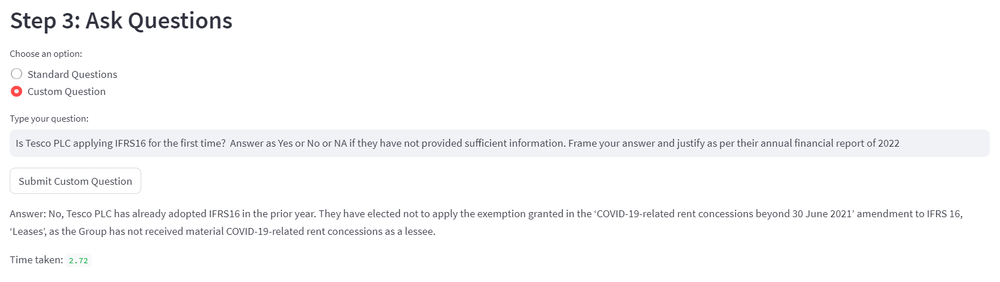 Step 3: Ask Questions
Choose an option:
Standard Questions
Custom Question
Type your question:
Is Tesco PLC applying IFRS16 for the first time?  Answer as Yes or No or NA if they have not provided sufficient information. Frame your answer and justify as per their annual financial report of 2022
Submit Custom Question
Answer: No, Tesco PLC has already adopted IFRS16 in the prior year. They have elected not to apply the exemption granted in the ‘COVID-19-related rent concessions beyond 30 June 2021’ amendment to IFRS 16,
‘Leases’, as the Group has not received material COVID-19-related rent concessions as a lessee.
Time taken: 2.72